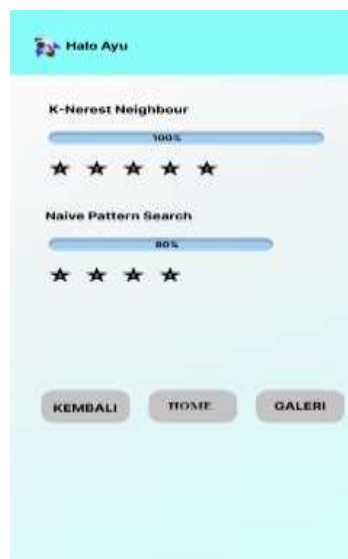 Halo Ayu
K-Nerest Neighbour
100%
Naive Pattern Search
80%
KEMBALI HOME GALERI